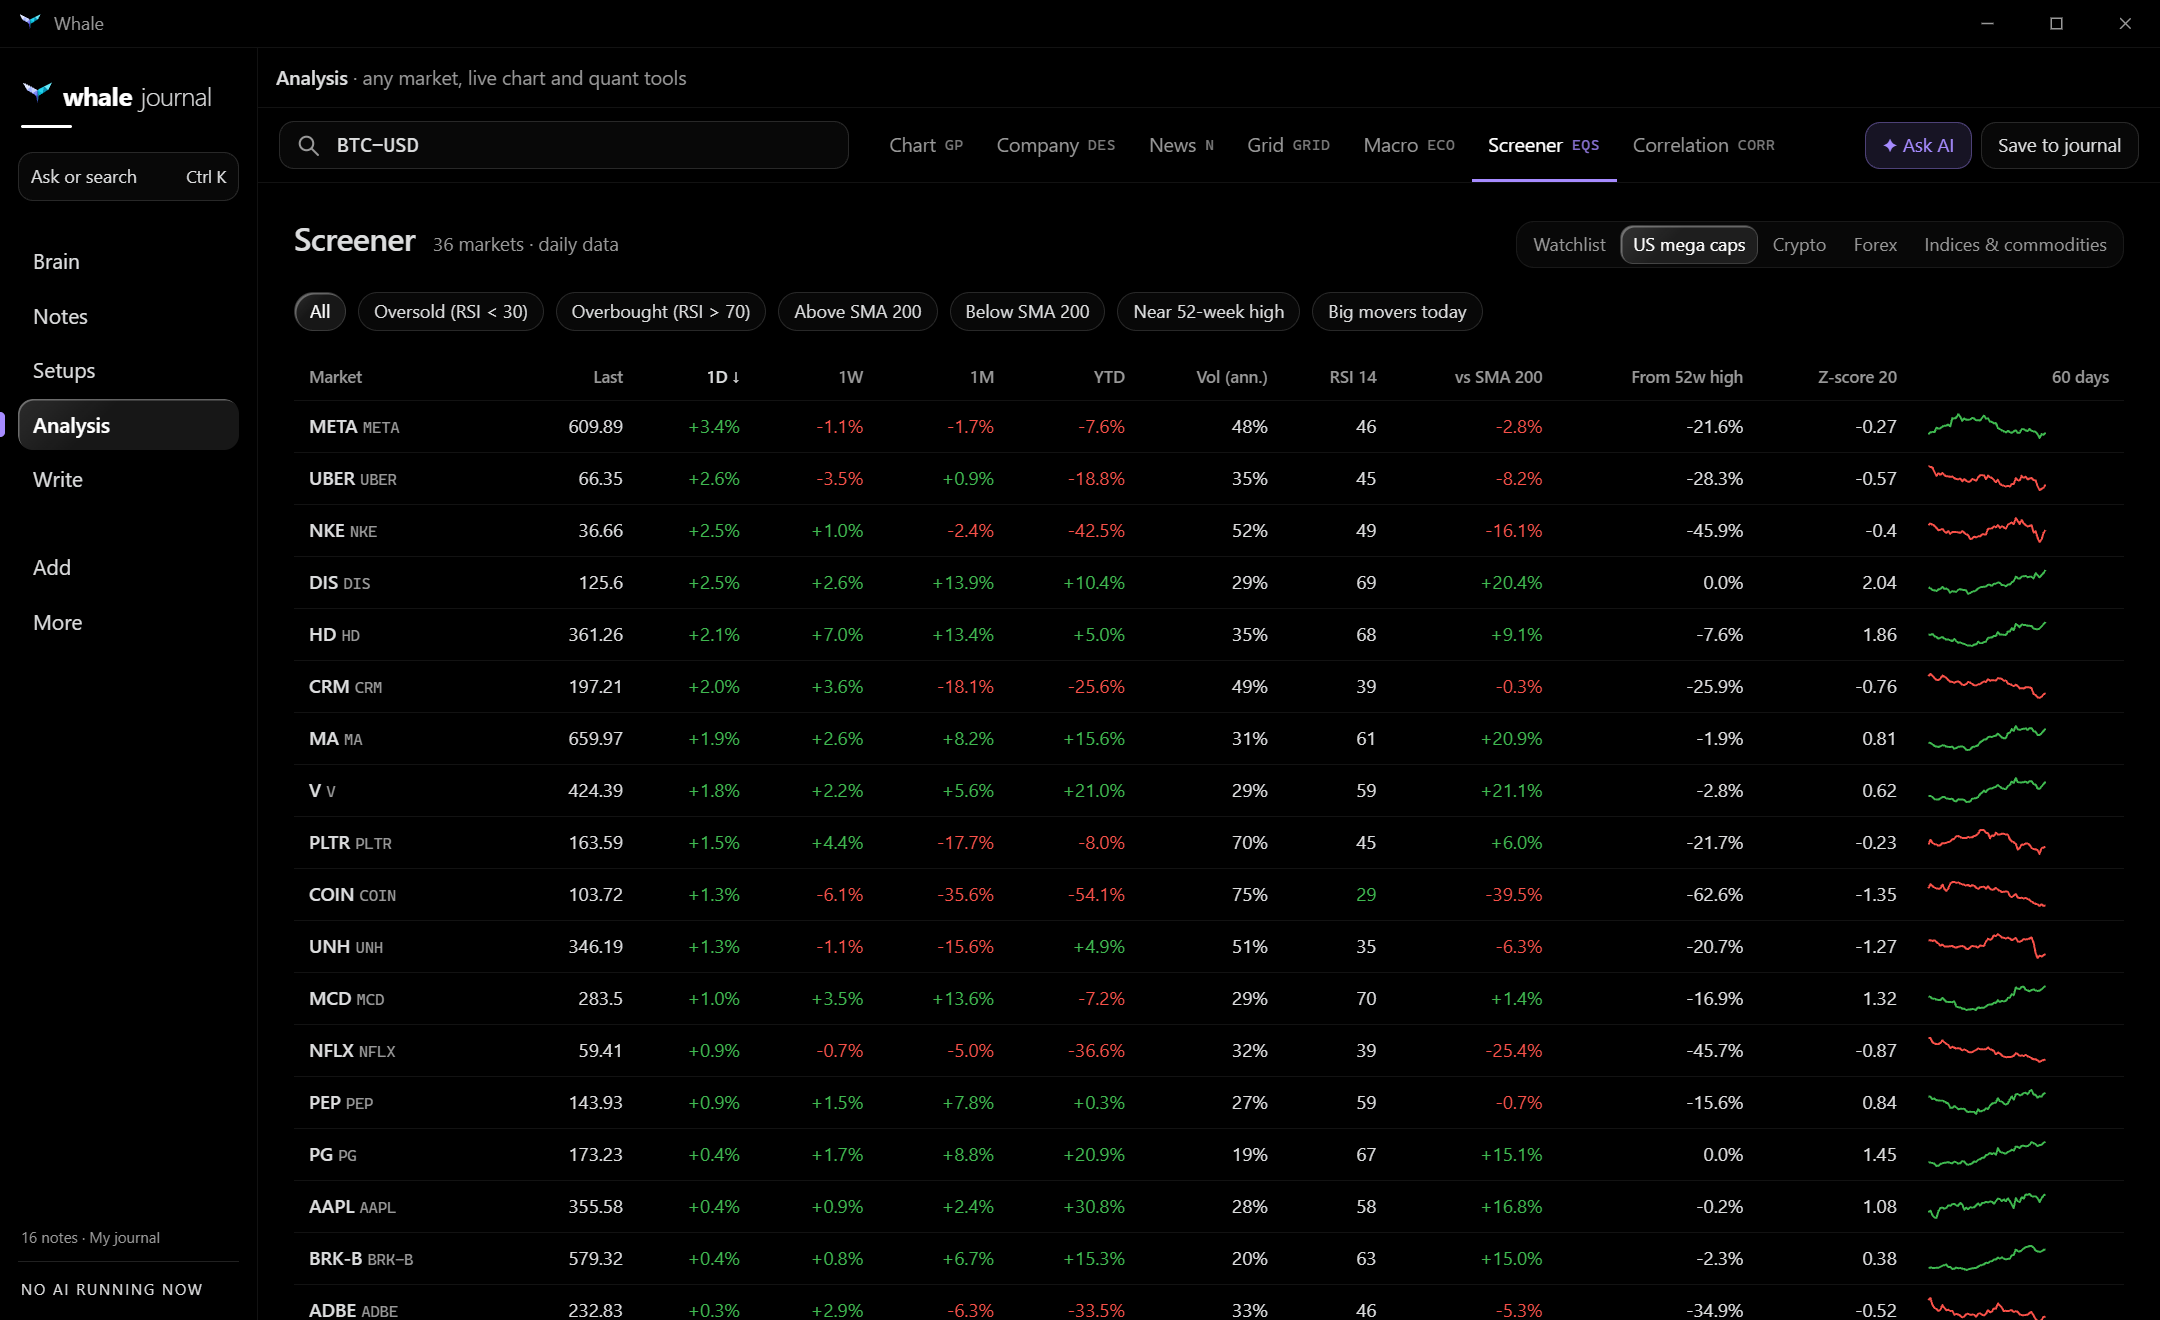 Whale
whale journal
Ask or search Ctrl K
Brain
Notes
Setups
Analysis
Write
Add
More
16 notes · My journal
NO AI RUNNING NOW
Analysis · any market, live chart and quant tools
BTC-USD
Chart GP Company DES News N Grid GRID Macro ECO Screener EQS Correlation CORR
✦ Ask AI Save to journal
Screener 36 markets · daily data
Watchlist US mega caps Crypto Forex Indices & commodities
All Oversold (RSI < 30) Overbought (RSI > 70) Above SMA 200 Below SMA 200 Near 52-week high Big movers today
Market Last 1D ↓ 1W 1M YTD Vol (ann.) RSI 14 vs SMA 200 From 52w high Z-score 20 60 days
META META 609.89 +3.4% -1.1% -1.7% -7.6% 48% 46 -2.8% -21.6% -0.27
UBER UBER 66.35 +2.6% -3.5% +0.9% -18.8% 35% 45 -8.2% -28.3% -0.57
NKE NKE 36.66 +2.5% +1.0% -2.4% -42.5% 52% 49 -16.1% -45.9% -0.4
DIS DIS 125.6 +2.5% +2.6% +13.9% +10.4% 29% 69 +20.4% 0.0% 2.04
HD HD 361.26 +2.1% +7.0% +13.4% +5.0% 35% 68 +9.1% -7.6% 1.86
CRM CRM 197.21 +2.0% +3.6% -18.1% -25.6% 49% 39 -0.3% -25.9% -0.76
MA MA 659.97 +1.9% +2.6% +8.2% +15.6% 31% 61 +20.9% -1.9% 0.81
V V 424.39 +1.8% +2.2% +5.6% +21.0% 29% 59 +21.1% -2.8% 0.62
PLTR PLTR 163.59 +1.5% +4.4% -17.7% -8.0% 70% 45 +6.0% -21.7% -0.23
COIN COIN 103.72 +1.3% -6.1% -35.6% -54.1% 75% 29 -39.5% -62.6% -1.35
UNH UNH 346.19 +1.3% -1.1% -15.6% +4.9% 51% 35 -6.3% -20.7% -1.27
MCD MCD 283.5 +1.0% +3.5% +13.6% -7.2% 29% 70 +1.4% -16.9% 1.32
NFLX NFLX 59.41 +0.9% -0.7% -5.0% -36.6% 32% 39 -25.4% -45.7% -0.87
PEP PEP 143.93 +0.9% +1.5% +7.8% +0.3% 27% 59 -0.7% -15.6% 0.84
PG PG 173.23 +0.4% +1.7% +8.8% +20.9% 19% 67 +15.1% 0.0% 1.45
AAPL AAPL 355.58 +0.4% +0.9% +2.4% +30.8% 28% 58 +16.8% -0.2% 1.08
BRK-B BRK-B 579.32 +0.4% +0.8% +6.7% +15.3% 20% 63 +15.0% -2.3% 0.38
ADBE ADBE 232.83 +0.3% +2.9% -6.3% -33.5% 33% 46 -5.3% -34.9% -0.52